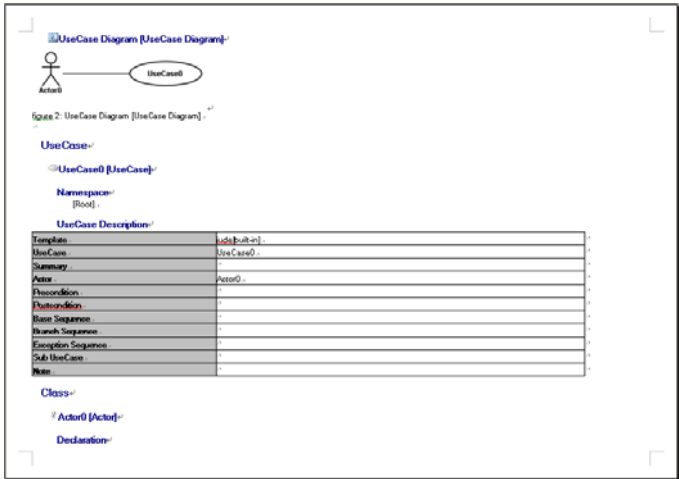 UseCase Diagram [UseCase Diagram]
UseCase0
Actor0
figure 2: UseCase Diagram [UseCase Diagram]
UseCase
UseCase0 [UseCase]
Namespace
[Root]
UseCase Description
Template ude[built-in]
UseCase UseCase0
Summary
Actor Actor0
Precondition
Postcondition
Base Sequence
Branch Sequence
Exception Sequence
Sub UseCase
Note
Class
Actor0 [Actor]
Declaration